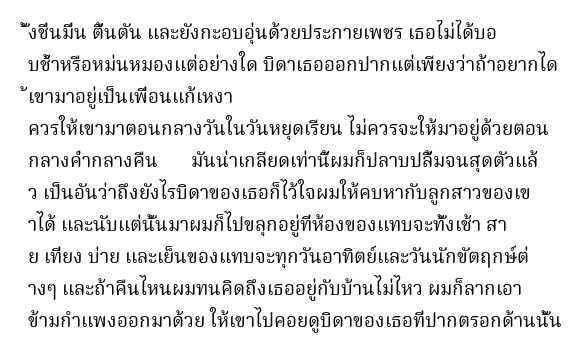 ั้งชื่นมื่น ตื้นตัน และยังกะอบอุ่นด้วยประกายเพชร เธอไม่ได้บอ
บช้ำหรือหม่นหมองแต่อย่างใด บิดาเธอออกปากแต่เพียงว่าถ้าอยากได
้เขามาอยู่เป็นเพื่อนแก้เหงา
ควรให้เขามาตอนกลางวันในวันหยุดเรียน ไม่ควรจะให้มาอยู่ด้วยตอน
กลางค่ำกลางคืน มันน่าเกลียดเท่านี้ผมก็ปลาบปลื้มจนสุดตัวแล้
ว เป็นอันว่าถึงยังไรบิดาของเธอก็ไว้ใจผมให้คบหากับลูกสาวของเข
าได้ และนับแต่นั้นมาผมก็ไปขลุกอยู่ที่ห้องของแทบจะทั้งเช้า สา
ย เที่ยง บ่าย และเย็นของแทบจะทุกวันอาทิตย์และวันนักขัตฤกษ์ต่
างๆ และถ้าคืนไหนผมทนคิดถึงเธออยู่กับบ้านไม่ไหว ผมก็ลากเอา
ข้ามกำแพงออกมาด้วย ให้เขาไปคอยดูบิดาของเธอที่ปากตรอกด้านนั้น